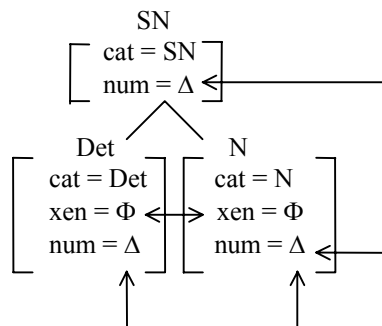 SN
cat = SN
num = Δ
Det N
cat = Det cat = N
xen = Φ xen = Φ
num = Δ num = Δ